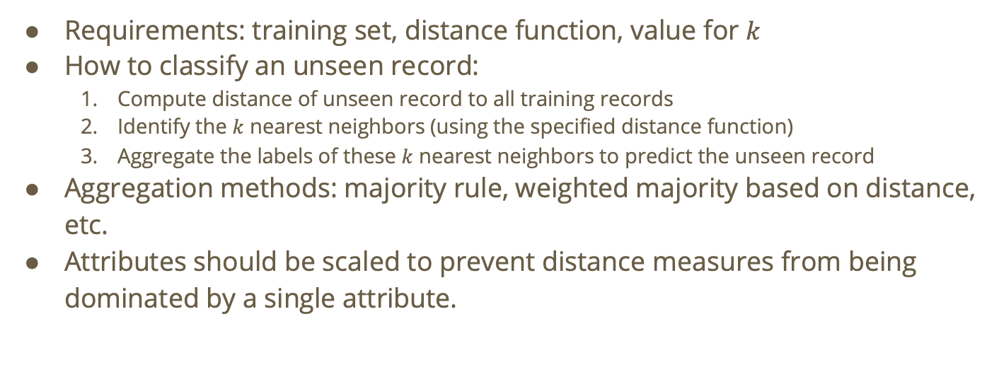 ● Requirements: training set, distance function, value for k
● How to classify an unseen record:
1. Compute distance of unseen record to all training records
2. Identify the k nearest neighbors (using the specified distance function)
3. Aggregate the labels of these k nearest neighbors to predict the unseen record
● Aggregation methods: majority rule, weighted majority based on distance,
etc.
● Attributes should be scaled to prevent distance measures from being
dominated by a single attribute.